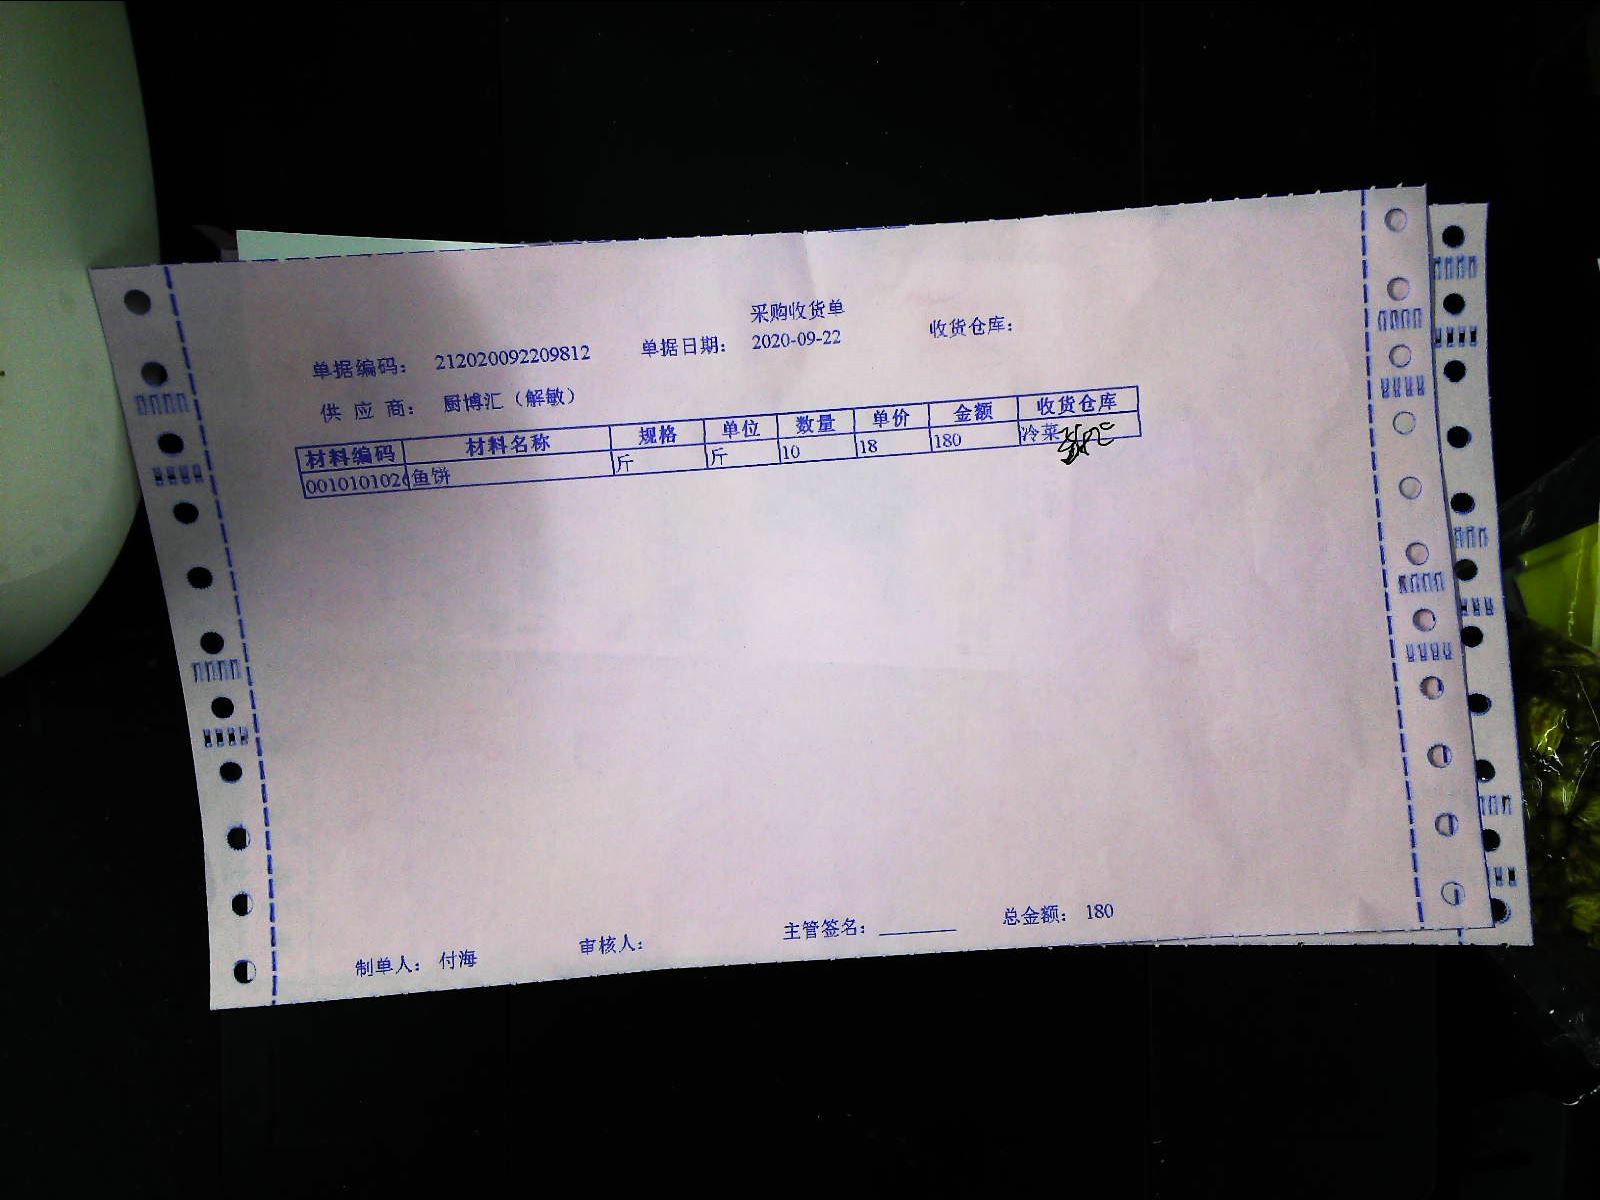 采购收货单
单据编码： 212020092209812 单据日期： 2020-09-22 收货仓库：
供 应 商： 厨博汇（解敏）
材料编码 材料名称 规格 单位 数量 单价 金额 收货仓库
0010101026 鱼饼 斤 斤 10 18 180 冷菜
制单人： 付海 审核人： 主管签名：________ 总金额： 180